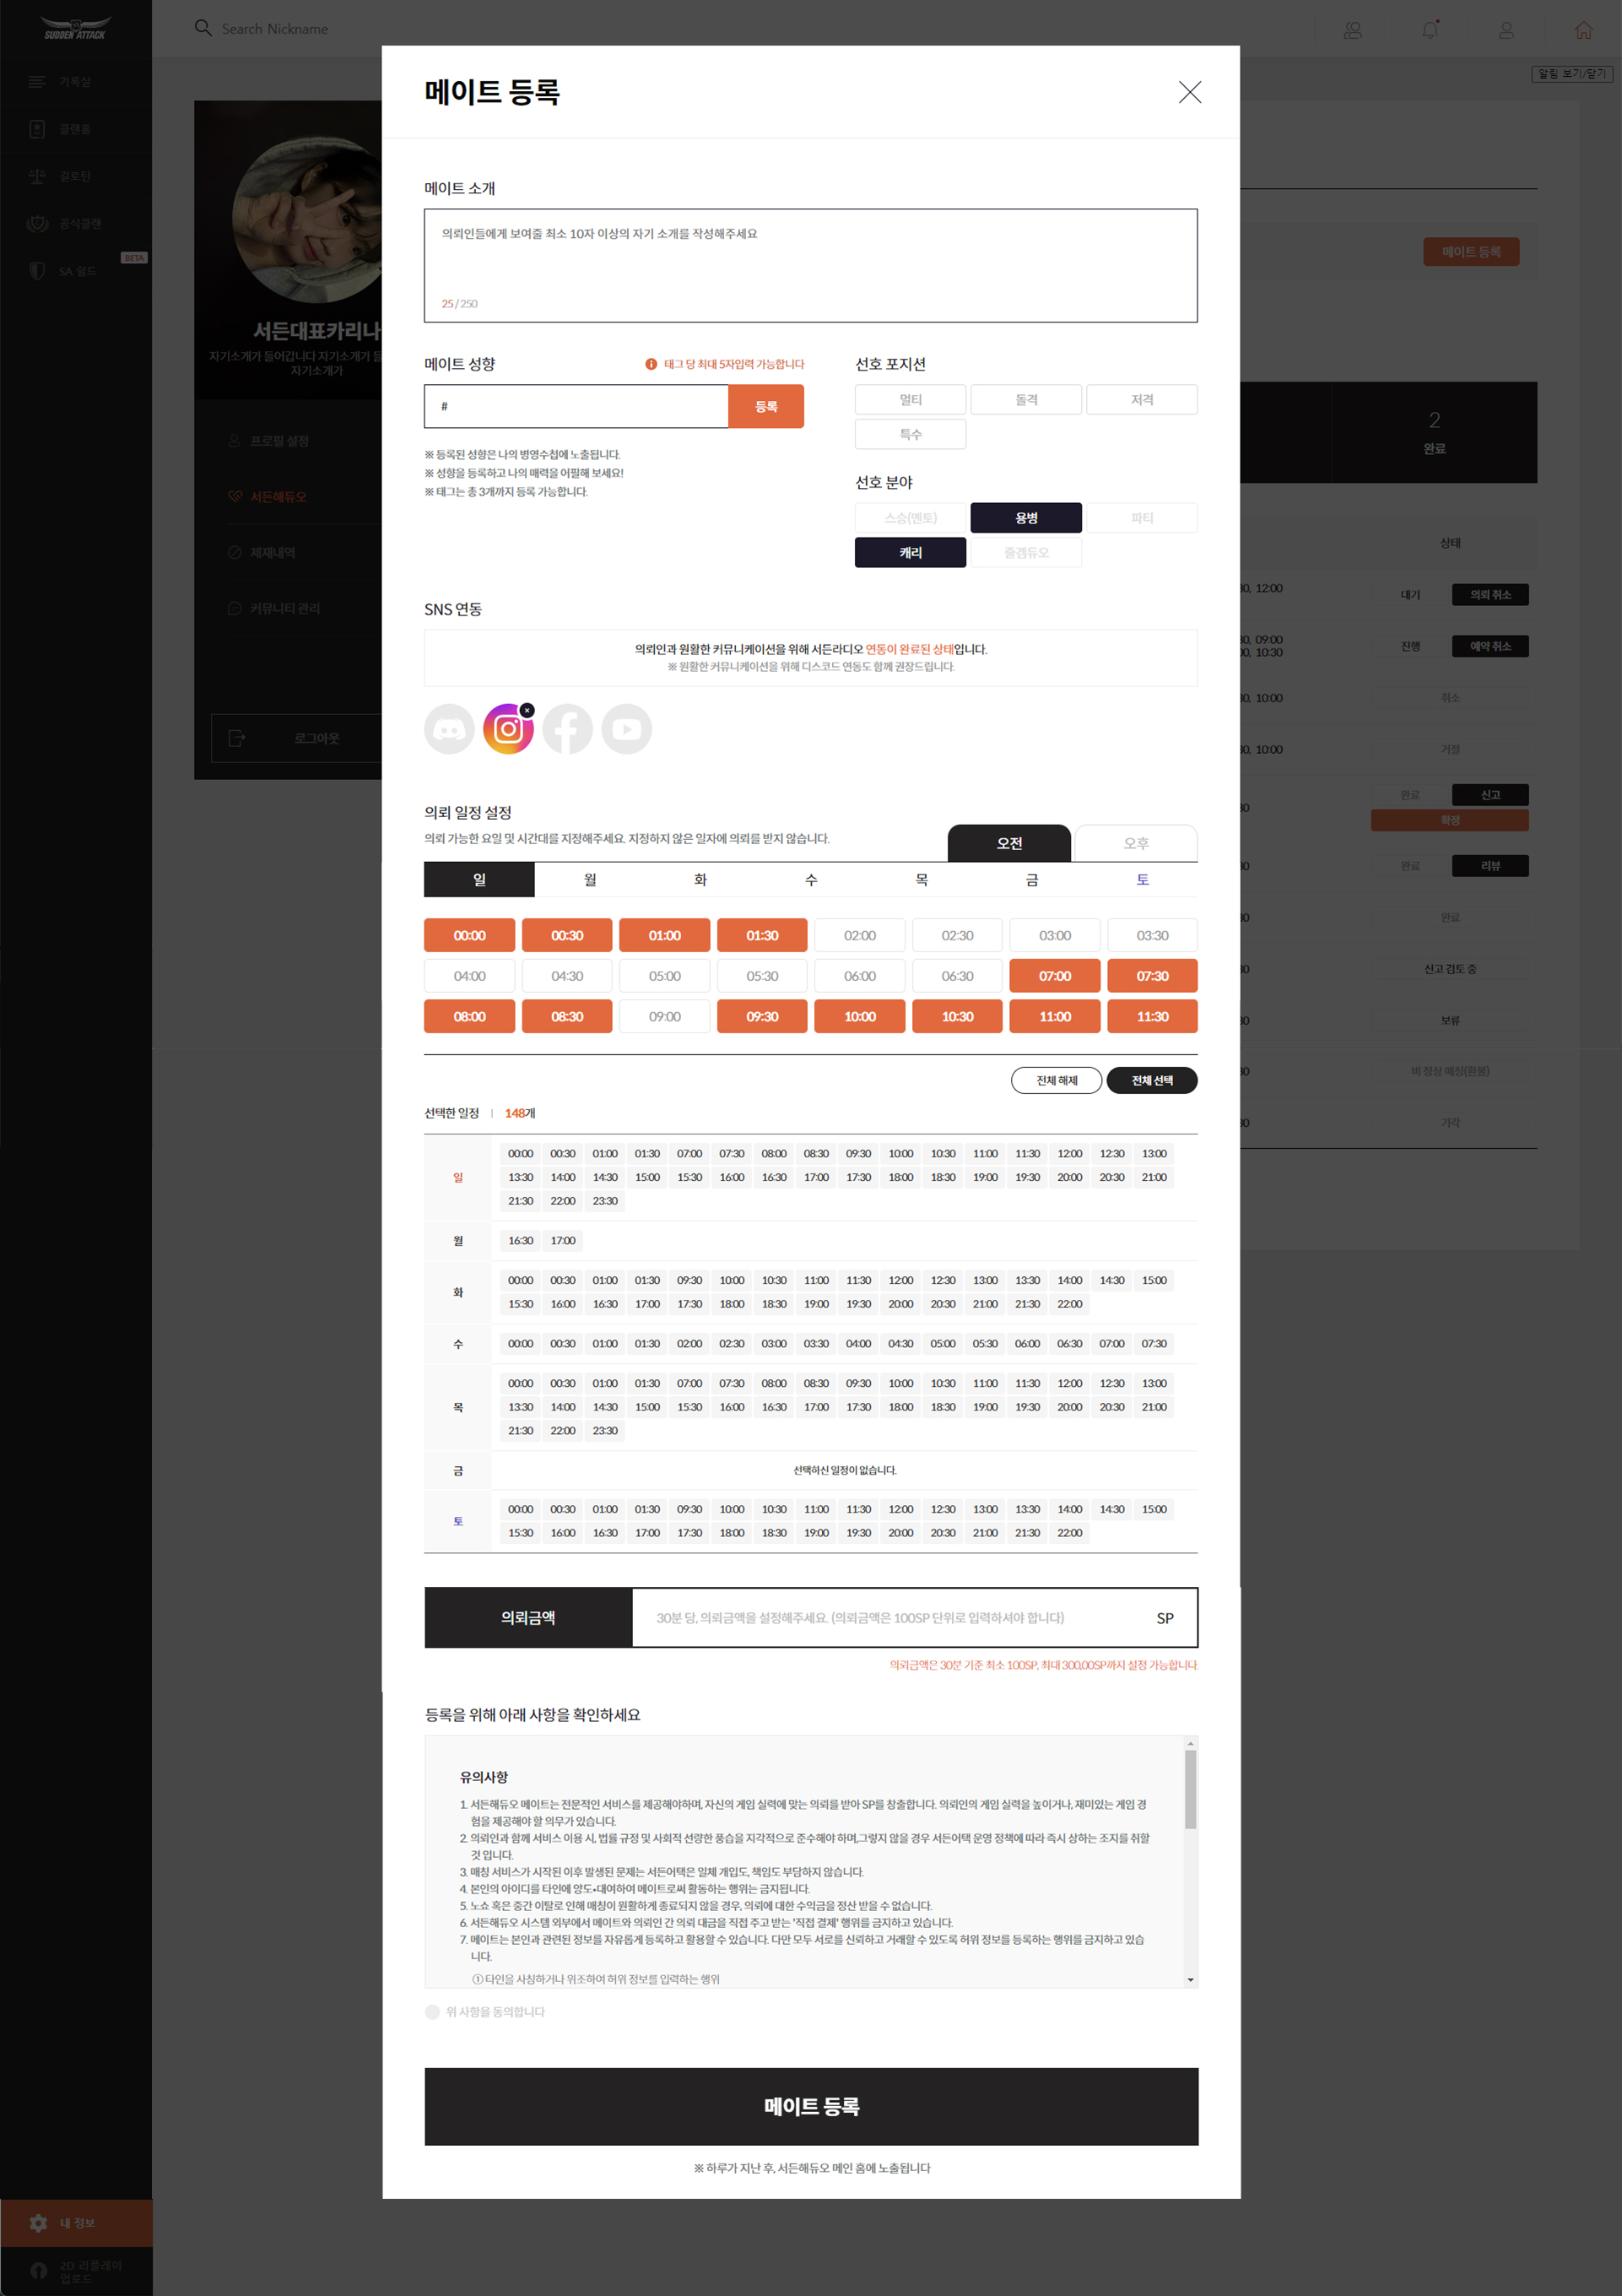 SUDDEN ATTACK
Search Nickname
알림 보기/닫기
기록실
클랜홈
길로틴
공식클랜
SA 쉴드
BETA
서든대표카리나
자기소개가 들어갑니다 자기소개가
자기소개가
프로필 설정
서든해듀오
제재내역
커뮤니티 관리
로그아웃
내 정보
2D 리플레이
업로드
메이트 등록
메이트 소개
의뢰인들에게 보여줄 최소 10자 이상의 자기 소개를 작성해주세요
25 / 250
메이트 성향
태그 당 최대 5자입력 가능합니다
#
등록
※ 등록된 성향은 나의 병영수첩에 노출됩니다.
※ 성향을 등록하고 나의 매력을 어필해 보세요!
※ 태그는 총 3개까지 등록 가능합니다.
선호 포지션
멀티 돌격 저격
특수
선호 분야
스승(멘토) 용병 파티
캐리 즐겜듀오
SNS 연동
의뢰인과 원활한 커뮤니케이션을 위해 서든라디오 연동이 완료된 상태입니다.
※ 원활한 커뮤니케이션을 위해 디스코드 연동도 함께 권장드립니다.
의뢰 일정 설정
의뢰 가능한 요일 및 시간대를 지정해주세요. 지정하지 않은 일자에 의뢰를 받지 않습니다.
오전 오후
일 월 화 수 목 금 토
00:00 00:30 01:00 01:30 02:00 02:30 03:00 03:30
04:00 04:30 05:00 05:30 06:00 06:30 07:00 07:30
08:00 08:30 09:00 09:30 10:00 10:30 11:00 11:30
전체 해제 전체 선택
선택한 일정 | 148개
일
00:00 00:30 01:00 01:30 07:00 07:30 08:00 08:30 09:30 10:00 10:30 11:00 11:30 12:00 12:30 13:00
13:30 14:00 14:30 15:00 15:30 16:00 16:30 17:00 17:30 18:00 18:30 19:00 19:30 20:00 20:30 21:00
21:30 22:00 23:30
월
16:30 17:00
화
00:00 00:30 01:00 01:30 09:30 10:00 10:30 11:00 11:30 12:00 12:30 13:00 13:30 14:00 14:30 15:00
15:30 16:00 16:30 17:00 17:30 18:00 18:30 19:00 19:30 20:00 20:30 21:00 21:30 22:00
수
00:00 00:30 01:00 01:30 02:00 02:30 03:00 03:30 04:00 04:30 05:00 05:30 06:00 06:30 07:00 07:30
목
00:00 00:30 01:00 01:30 07:00 07:30 08:00 08:30 09:30 10:00 10:30 11:00 11:30 12:00 12:30 13:00
13:30 14:00 14:30 15:00 15:30 16:00 16:30 17:00 17:30 18:00 18:30 19:00 19:30 20:00 20:30 21:00
21:30 22:00 23:30
금
선택하신 일정이 없습니다.
토
00:00 00:30 01:00 01:30 09:30 10:00 10:30 11:00 11:30 12:00 12:30 13:00 13:30 14:00 14:30 15:00
15:30 16:00 16:30 17:00 17:30 18:00 18:30 19:00 19:30 20:00 20:30 21:00 21:30 22:00
의뢰금액
30분 당, 의뢰금액을 설정해주세요. (의뢰금액은 100SP 단위로 입력하셔야 합니다)
SP
의뢰금액은 30분 기준 최소 100SP, 최대 300,00SP까지 설정 가능합니다
등록을 위해 아래 사항을 확인하세요
유의사항
1. 서든해듀오 메이트는 전문적인 서비스를 제공해야하며, 자신의 게임 실력에 맞는 의뢰를 받아 SP를 창출합니다. 의뢰인의 게임 실력을 높이거나, 재미있는 게임 경
험을 제공해야 할 의무가 있습니다.
2. 의뢰인과 함께 서비스 이용 시, 법률 규정 및 사회적 선량한 풍습을 지각적으로 준수해야 하며,그렇지 않을 경우 서든어택 운영 정책에 따라 즉시 상하는 조치를 취할
것 입니다.
3. 매칭 서비스가 시작된 이후 발생된 문제는 서든어택은 일체 개입도, 책임도 부담하지 않습니다.
4. 본인의 아이디를 타인에 양도•대여하여 메이트로써 활동하는 행위는 금지됩니다.
5. 노쇼 혹은 중간 이탈로 인해 매칭이 원활하게 종료되지 않을 경우, 의뢰에 대한 수익금을 정산 받을 수 없습니다.
6. 서든해듀오 시스템 외부에서 메이트와 의뢰인 간 의뢰 대금을 직접 주고 받는 '직접 결제' 행위를 금지하고 있습니다.
7. 메이트는 본인과 관련된 정보를 자유롭게 등록하고 활용할 수 있습니다. 다만 모두 서로를 신뢰하고 거래할 수 있도록 허위 정보를 등록하는 행위를 금지하고 있습
니다.
① 타인을 사칭하거나 위조하여 허위 정보를 입력하는 행위
위 사항을 동의합니다
메이트 등록
※ 하루가 지난 후, 서든해듀오 메인 홈에 노출됩니다
메이트 등록
2
완료
상태
30, 12:00 대기 의뢰 취소
30, 09:00
00, 10:30
진행 예약 취소
30, 10:00 취소
30, 10:00 거절
30 완료 신고
확정
30 완료 리뷰
30 완료
30 신고 검토 중
30 보류
30 비 정상 매칭(환불)
30 기각